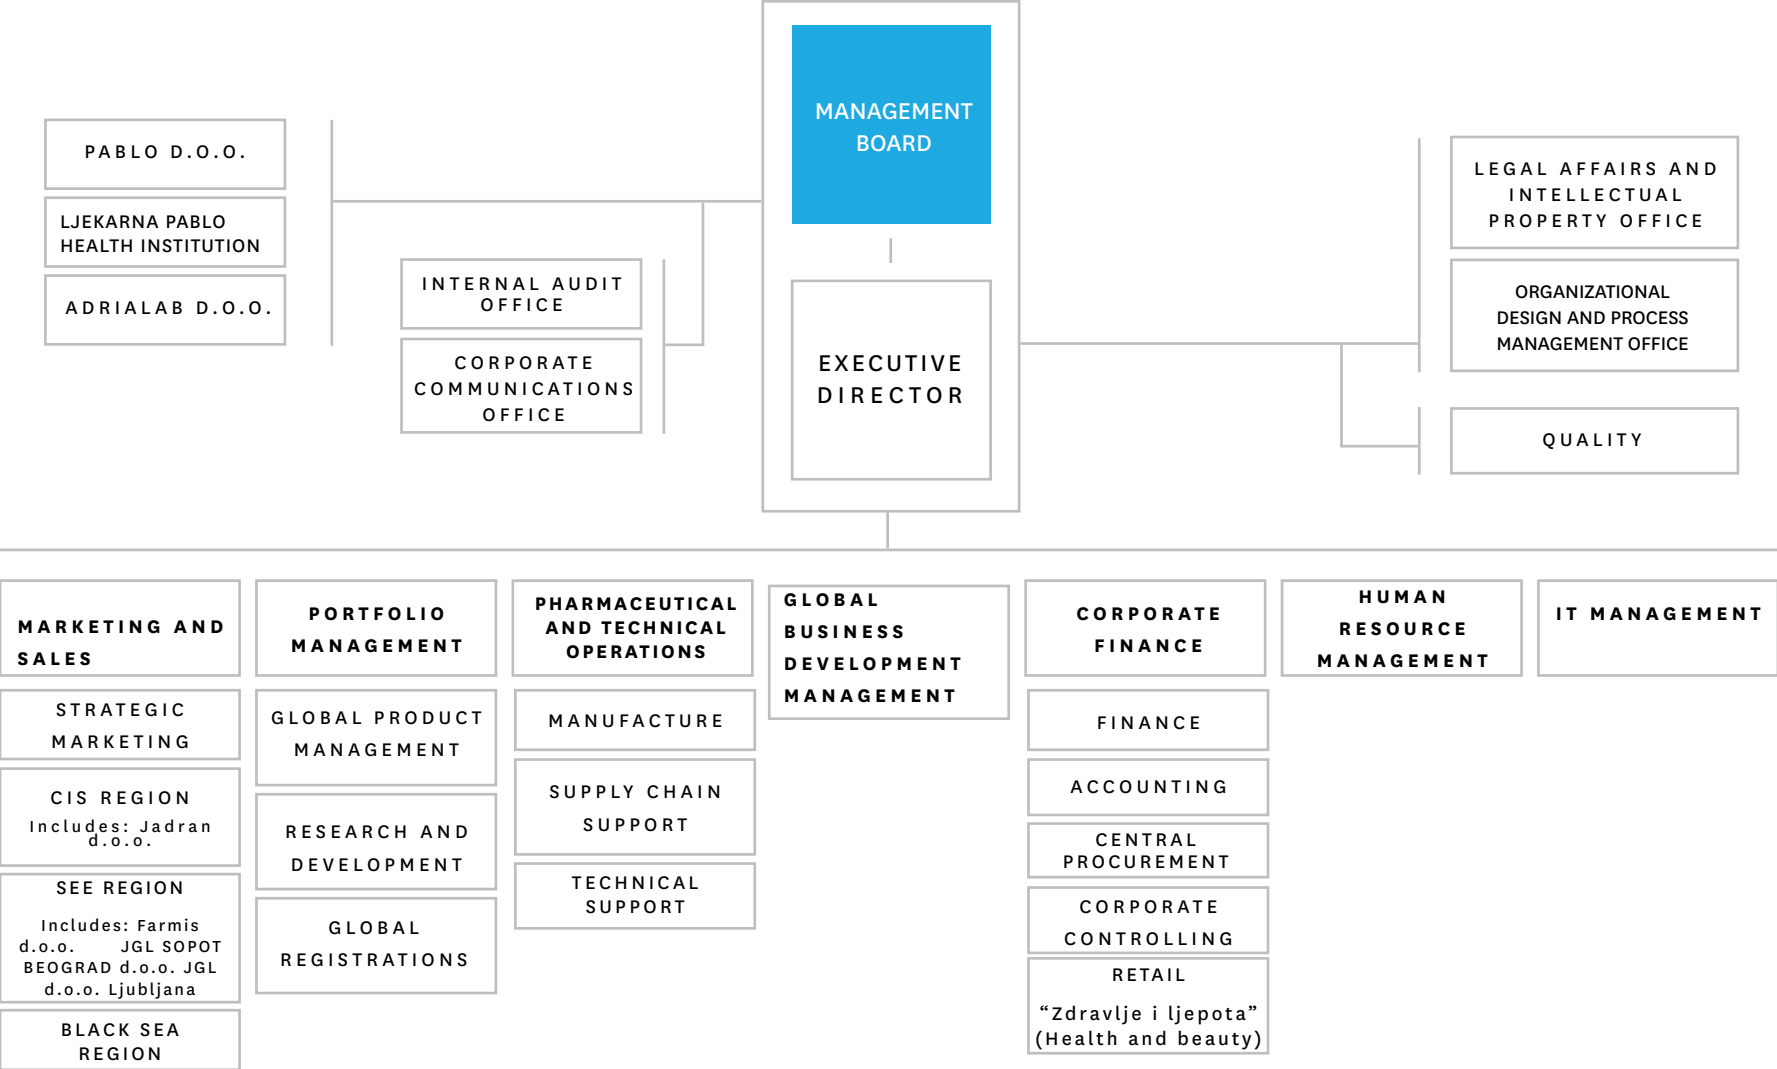 MANAGEMENT
BOARD
EXECUTIVE
DIRECTOR
PABLO D.O.O.
LJEKARNA PABLO
HEALTH INSTITUTION
ADRIALAB D.O.O.
INTERNAL AUDIT
OFFICE
CORPORATE
COMMUNICATIONS
OFFICE
LEGAL AFFAIRS AND
INTELLECTUAL
PROPERTY OFFICE
ORGANIZATIONAL
DESIGN AND PROCESS
MANAGEMENT OFFICE
QUALITY
MARKETING AND
SALES
STRATEGIC
MARKETING
CIS REGION
Includes: Jadran
d.o.o.
SEE REGION
Includes: Farmis
d.o.o. JGL SOPOT
BEOGRAD d.o.o. JGL
d.o.o. Ljubljana
BLACK SEA
REGION
PORTFOLIO
MANAGEMENT
GLOBAL PRODUCT
MANAGEMENT
RESEARCH AND
DEVELOPMENT
GLOBAL
REGISTRATIONS
PHARMACEUTICAL
AND TECHNICAL
OPERATIONS
MANUFACTURE
SUPPLY CHAIN
SUPPORT
TECHNICAL
SUPPORT
GLOBAL
BUSINESS
DEVELOPMENT
MANAGEMENT
CORPORATE
FINANCE
FINANCE
ACCOUNTING
CENTRAL
PROCUREMENT
CORPORATE
CONTROLLING
RETAIL
“Zdravlje i ljepota”
(Health and beauty)
HUMAN
RESOURCE
MANAGEMENT
IT MANAGEMENT